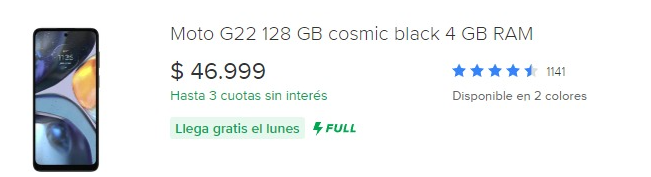 Moto G22 128 GB cosmic black 4 GB RAM
$ 46.999
1141
Hasta 3 cuotas sin interés
Disponible en 2 colores
Llega gratis el lunes FULL